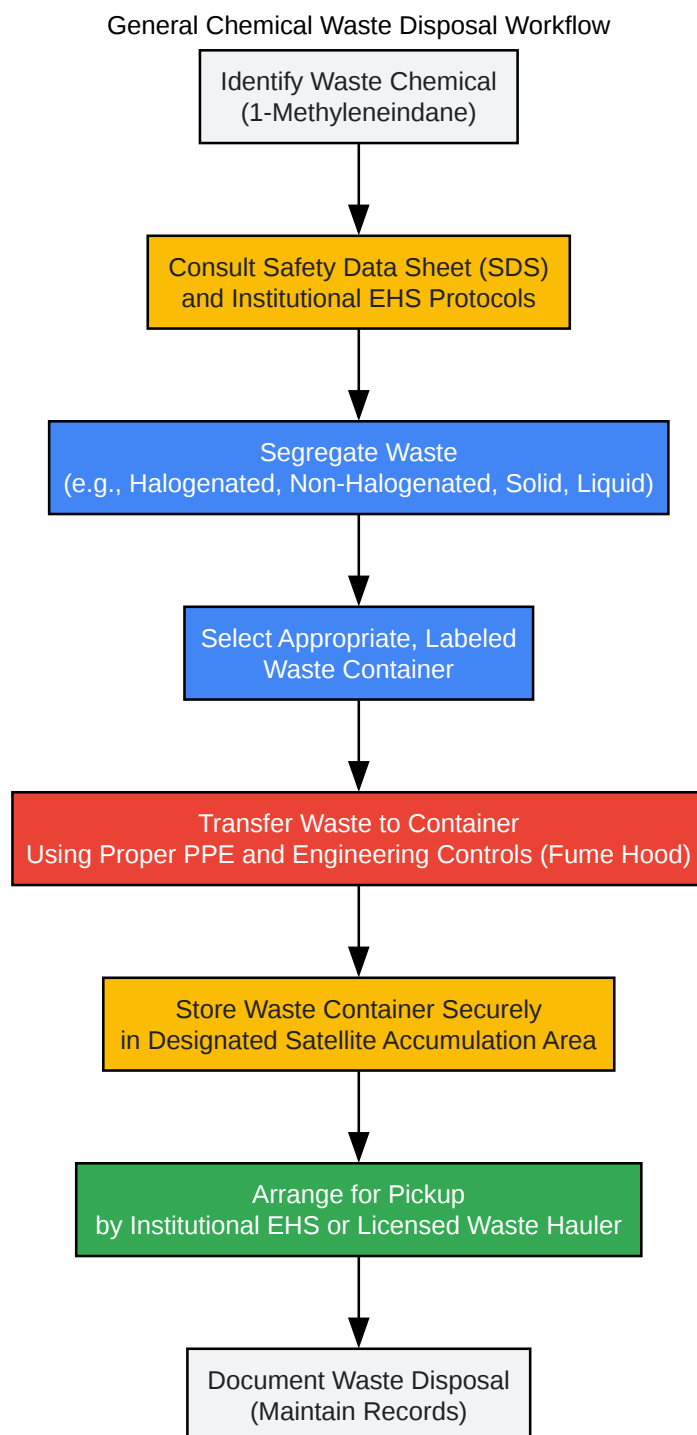 General Chemical Waste Disposal Workflow
Identify Waste Chemical
(1-Methyleneindane)
Consult Safety Data Sheet (SDS)
and Institutional EHS Protocols
Segregate Waste
(e.g., Halogenated, Non-Halogenated, Solid, Liquid)
Select Appropriate, Labeled
Waste Container
Transfer Waste to Container
Using Proper PPE and Engineering Controls (Fume Hood)
Store Waste Container Securely
in Designated Satellite Accumulation Area
Arrange for Pickup
by Institutional EHS or Licensed Waste Hauler
Document Waste Disposal
(Maintain Records)